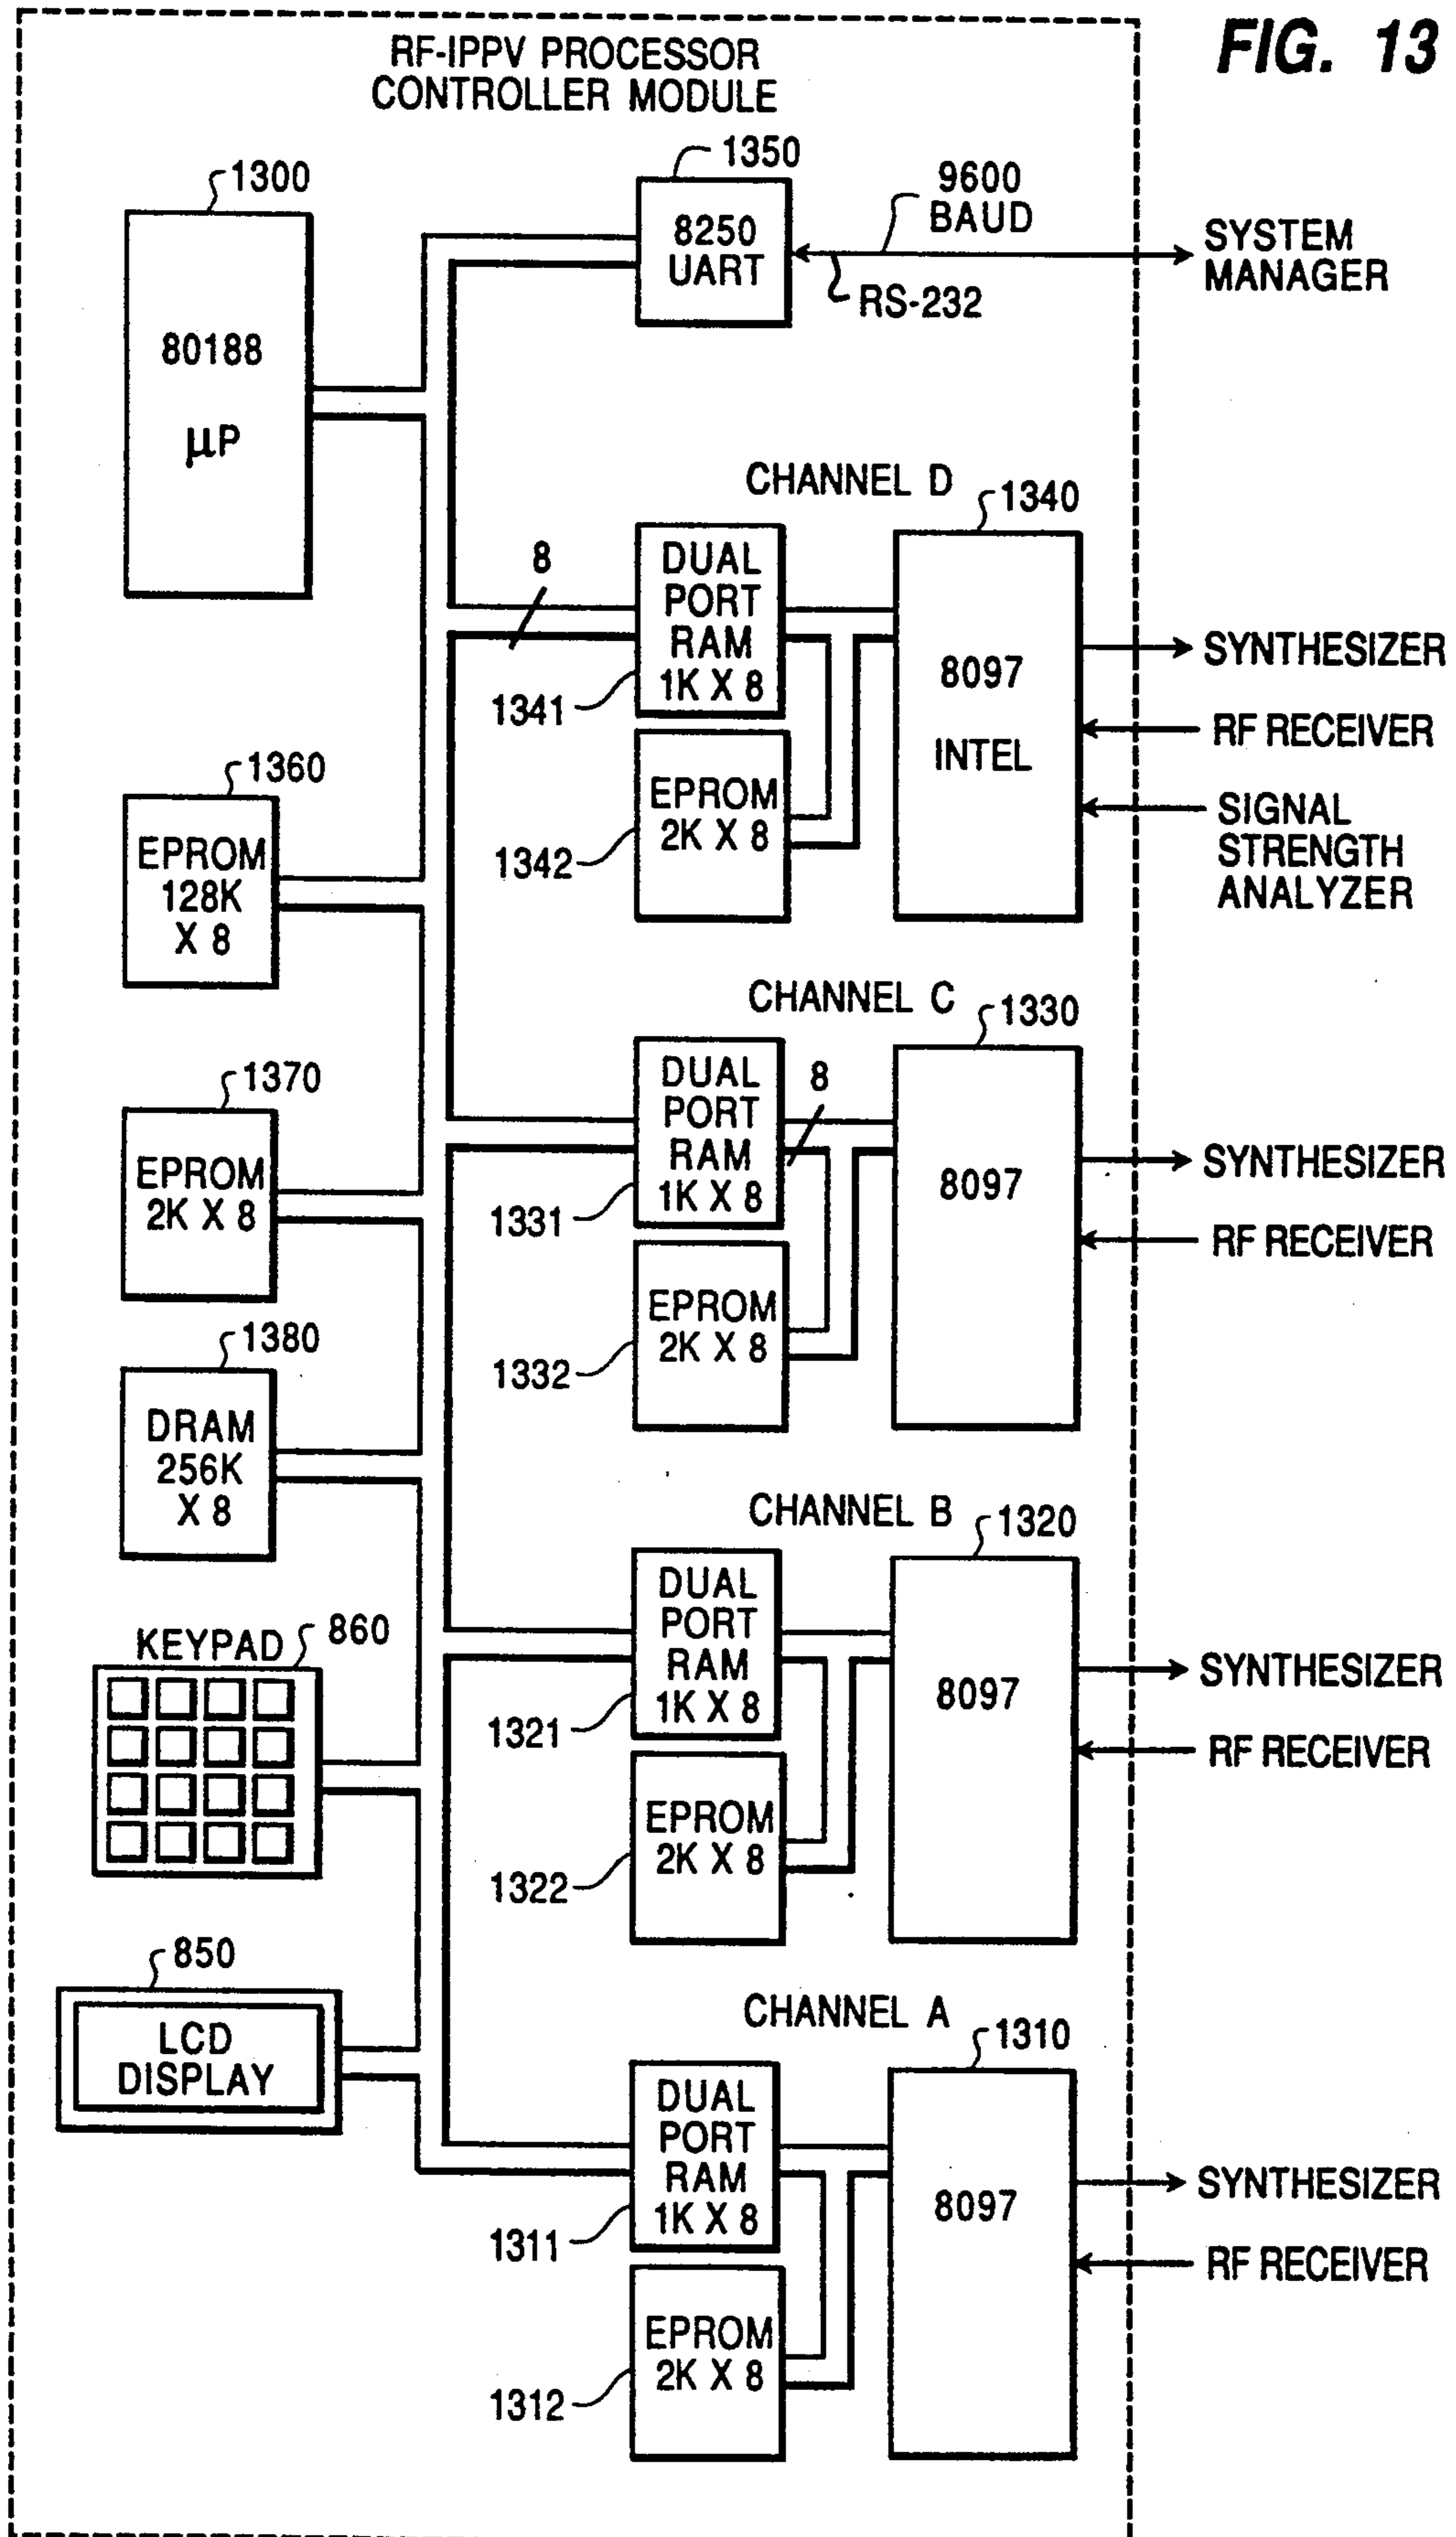 FIG. 13
RF-IPPV PROCESSOR
CONTROLLER MODULE
1300
80188
µP
1350
8250
UART
9600
BAUD
RS-232
SYSTEM
MANAGER
CHANNEL D
1340
8
DUAL
PORT
RAM
1K X 8
1341
EPROM
2K X 8
1342
8097
INTEL
SYNTHESIZER
RF RECEIVER
SIGNAL
STRENGTH
ANALYZER
1360
EPROM
128K
X 8
CHANNEL C
1330
DUAL
PORT
RAM
1K X 8
8
1331
EPROM
2K X 8
1332
8097
SYNTHESIZER
RF RECEIVER
1370
EPROM
2K X 8
1380
DRAM
256K
X 8
CHANNEL B
1320
DUAL
PORT
RAM
1K X 8
1321
EPROM
2K X 8
1322
8097
SYNTHESIZER
RF RECEIVER
KEYPAD
860
850
LCD
DISPLAY
CHANNEL A
1310
DUAL
PORT
RAM
1K X 8
1311
EPROM
2K X 8
1312
8097
SYNTHESIZER
RF RECEIVER